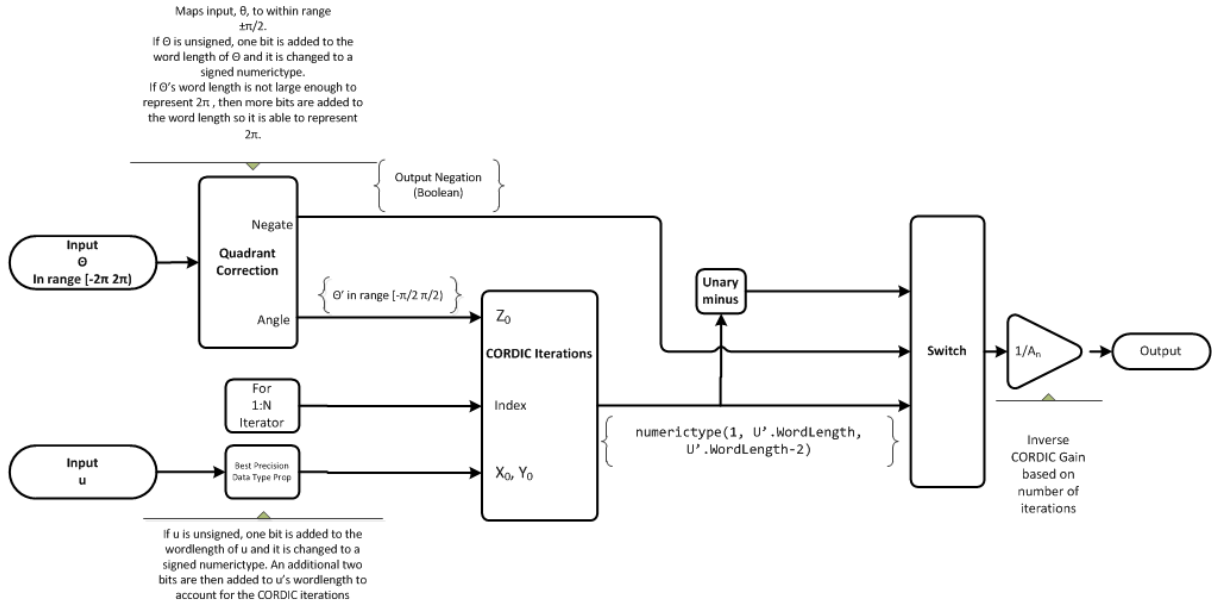 Maps input, θ, to within range
±π/2.
If Θ is unsigned, one bit is added to the
word length of Θ and it is changed to a
signed numerictype.
If Θ's word length is not large enough to
represent 2π , then more bits are added to
the word length so it is able to represent
2π.
Output Negation
(Boolean)
Negate
Input
Θ
In range [-2π 2π)
Quadrant
Correction
Angle
Θ' in range [-π/2 π/2)
Unary
minus
Z0
CORDIC Iterations
Switch
1/An
Output
For
1:N
Iterator
Index
numerictype(1, U'.WordLength,
U'.WordLength-2)
Input
u
Best Precision
Data Type Prop
X0, Y0
Inverse
CORDIC Gain
based on
number of
iterations
If u is unsigned, one bit is added to the
wordlength of u and it is changed to a
signed numerictype. An additional two
bits are then added to u's wordlength to
account for the CORDIC iterations